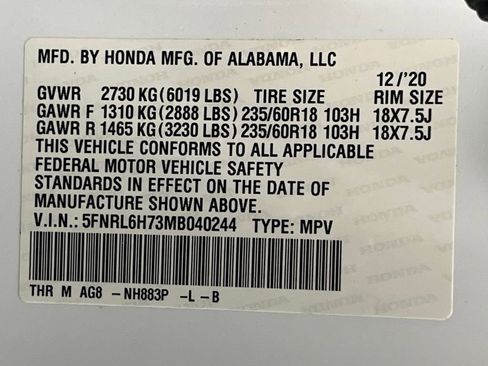 MFD. BY HONDA MFG. OF ALABAMA, LLC
12/'20
GVWR 2730 KG(6019 LBS) TIRE SIZE RIM SIZE
GAWR F 1310 KG(2888 LBS)235/60R18 103H 18X7.5J
GAWR R 1465 KG(3230 LBS)235/60R18 103H 18X7.5J
THIS VEHICLE CONFORMS TO ALL APPLICABLE
FEDERAL MOTOR VEHICLE SAFETY
STANDARDS IN EFFECT ON THE DATE OF
MANUFACTURE SHOWN ABOVE.
V.I.N.: 5FNRL6H73MB040244 TYPE: MPV
THR M AG8 -NH883P -L -B